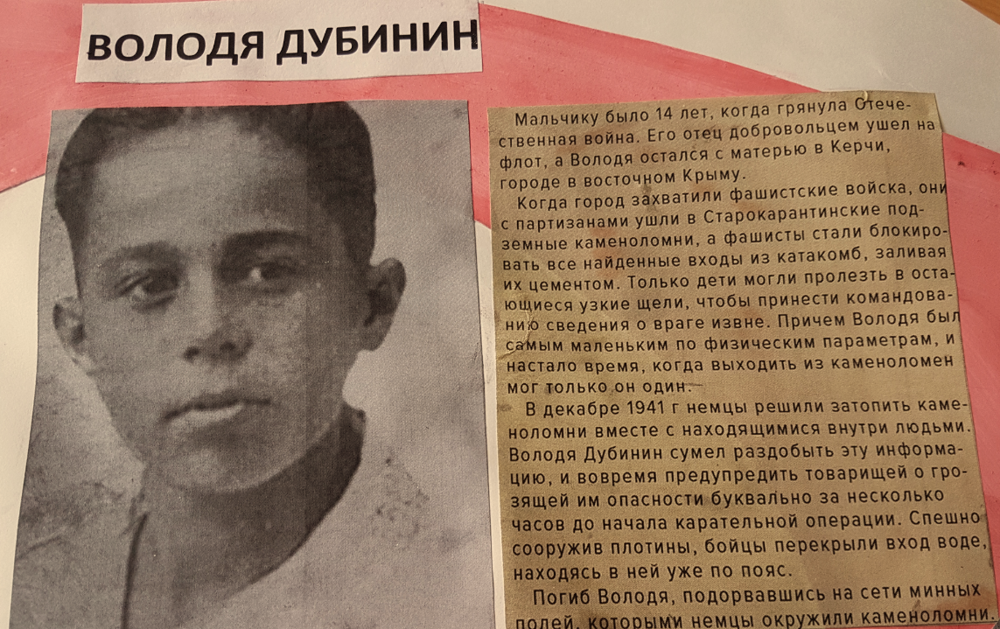 ВОЛОДЯ ДУБИНИН
Мальчику было 14 лет, когда грянула Отече-
ственная война. Его отец добровольцем ушел на
флот, а Володя остался с матерью в Керчи,
городе в восточном Крыму.
Когда город захватили фашистские войска, они
с партизанами ушли в Старокарантинские под-
земные каменоломни, а фашисты стали блокиро-
вать все найденные входы из катакомб, заливая
их цементом. Только дети могли пролезть в оста-
ющиеся узкие щели, чтобы принести командова-
нию сведения о враге извне. Причем Володя был
самым маленьким по физическим параметрам, и
настало время, когда выходить из каменоломен
мог только он один.
В декабре 1941 г немцы решили затопить каме-
ноломни вместе с находящимися внутри людьми.
Володя Дубинин сумел раздобыть эту информа-
цию, и вовремя предупредить товарищей о гро-
зящей им опасности буквально за несколько
часов до начала карательной операции. Спешно
сооружив плотины, бойцы перекрыли вход воде,
находясь в ней уже по пояс.
Погиб Володя, подорвавшись на сети минных
полей, которыми немцы окружили каменоломни.